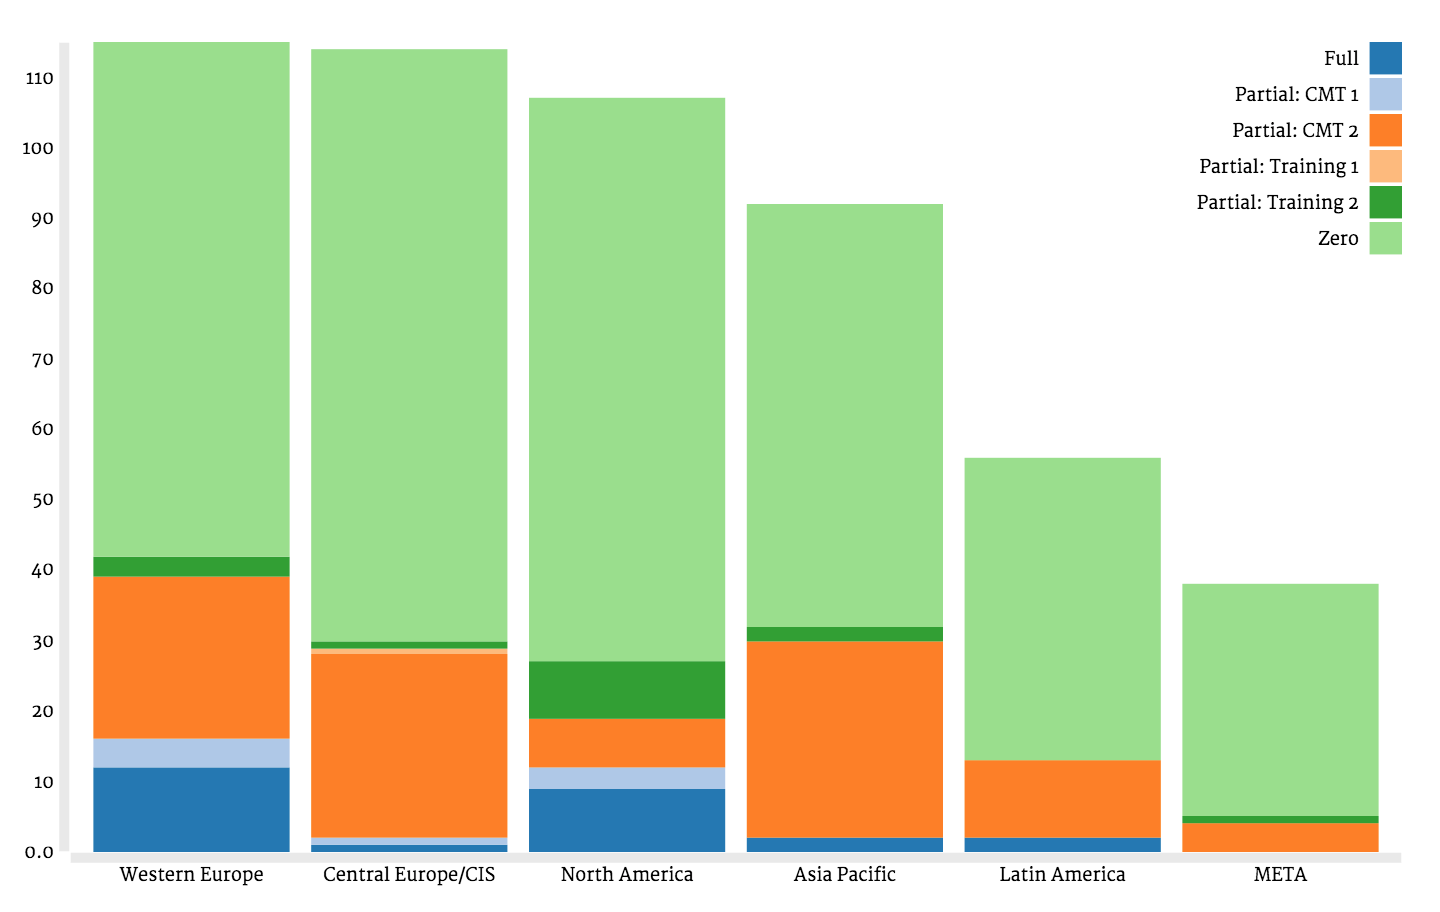 110
100
90
80
70
60
50
40
30
20
10
0.0
Full
Partial: CMT 1
Partial: CMT 2
Partial: Training 1
Partial: Training 2
Zero
Western Europe
Central Europe/CIS
North America
Asia Pacific
Latin America
META